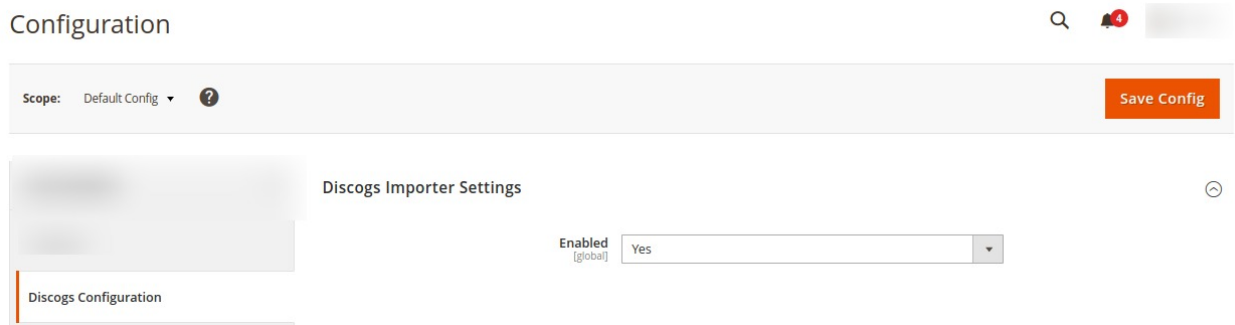 Configuration
4
Scope: Default Config ?
Save Config
Discogs Importer Settings
Enabled
[global]
Yes
Discogs Configuration